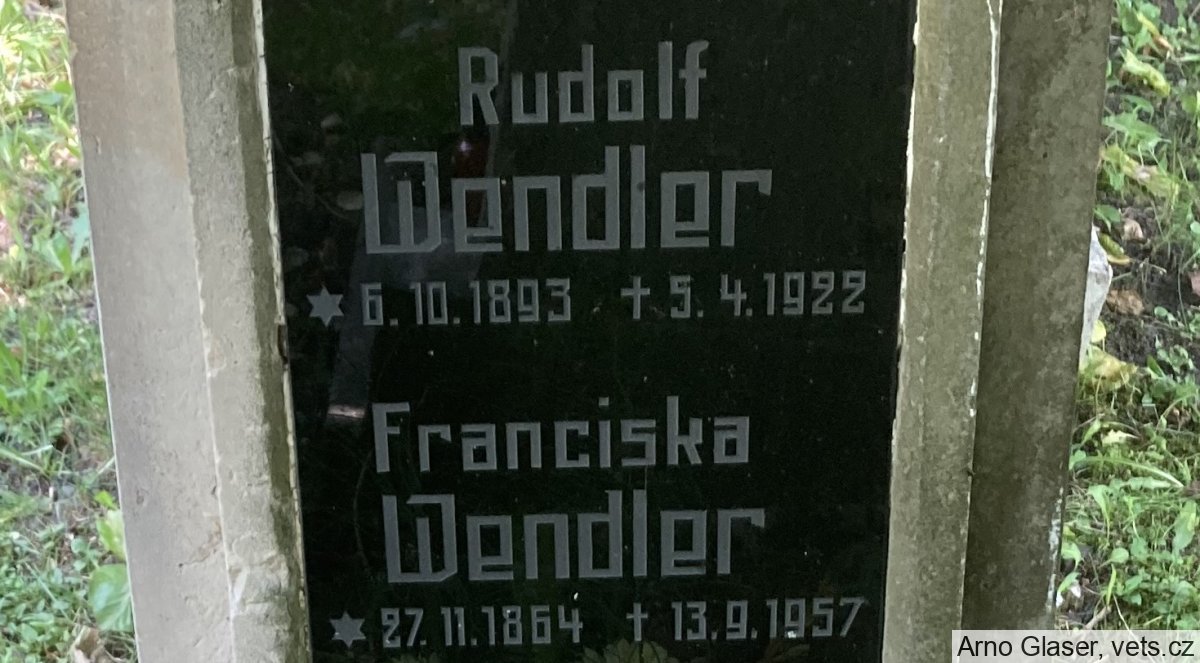 Rudolf
Wendler
✶ 6. 10. 1893 ✝ 5. 4. 1922
Franciska
Wendler
✶ 27. 11. 1864 ✝ 13. 9. 1957
Arno Glaser, vets.cz